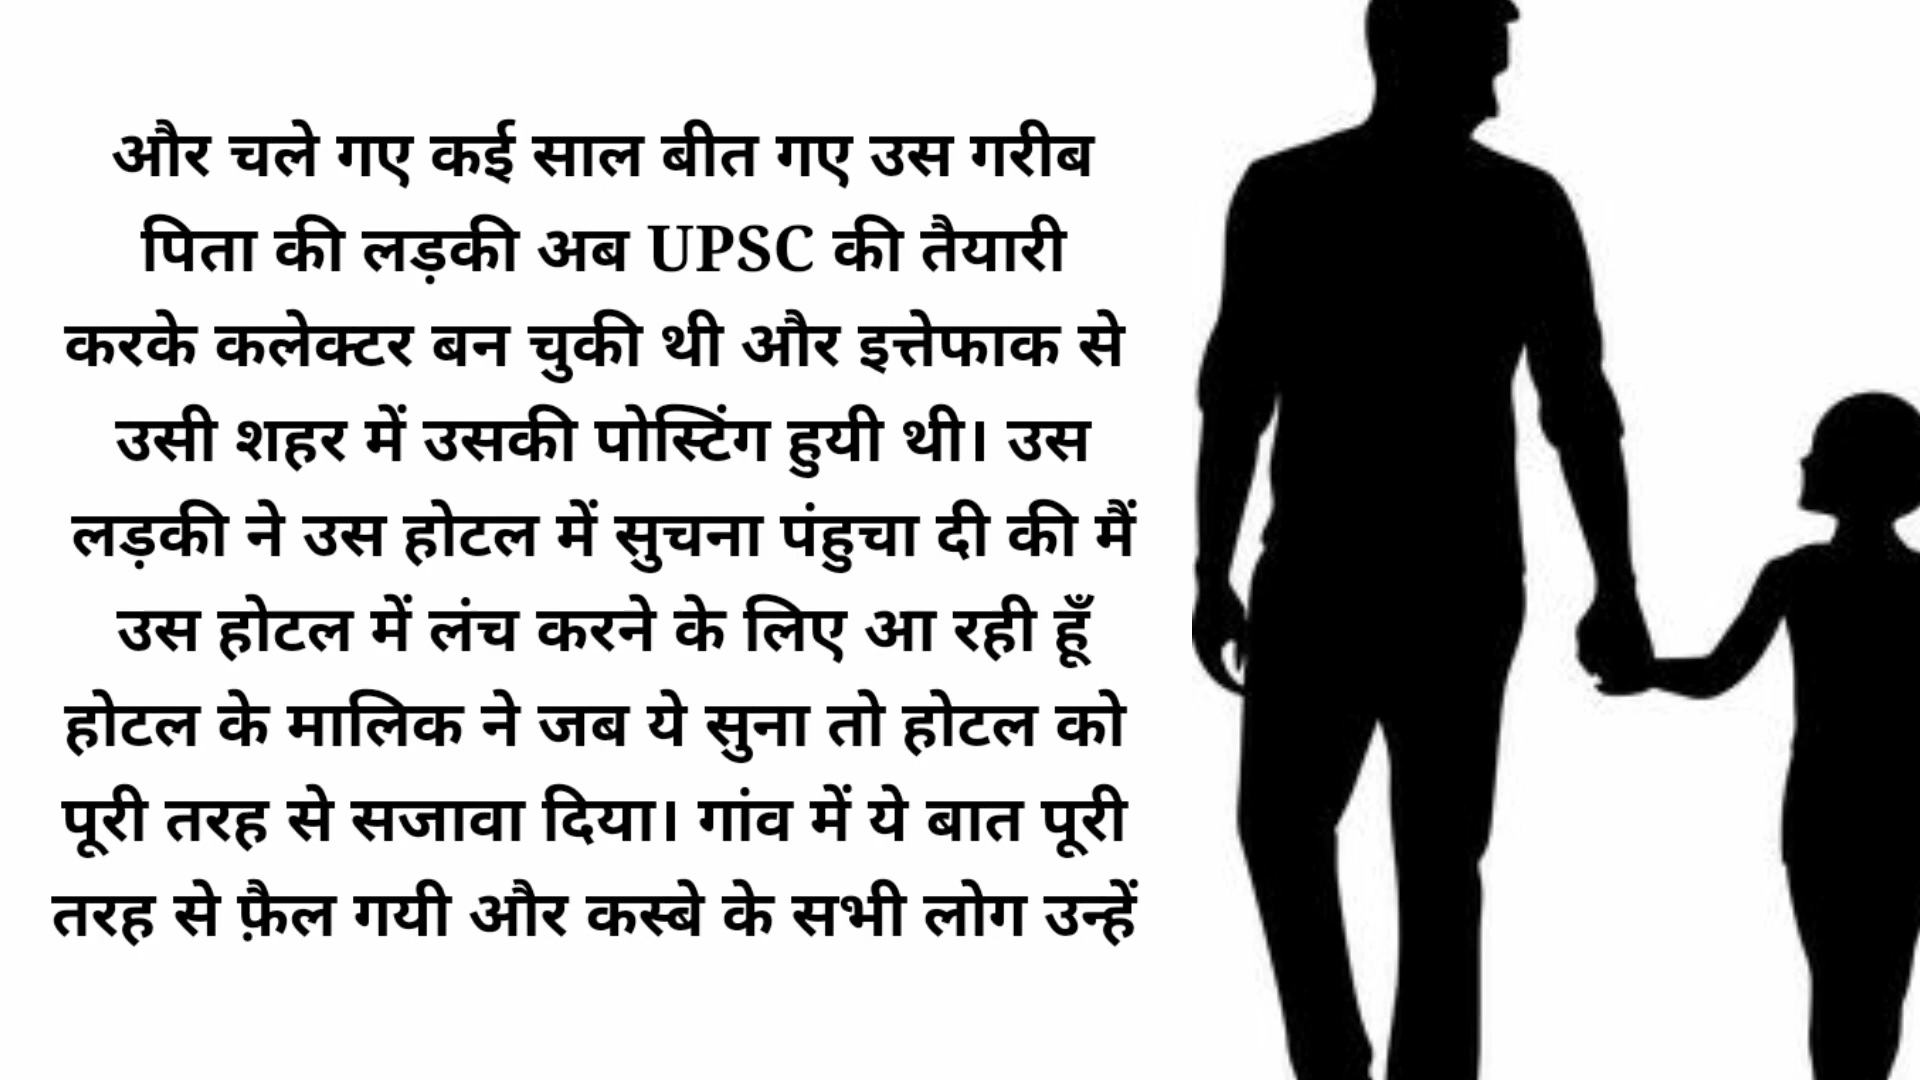 और चले गए कई साल बीत गए उस गरीब
पिता की लड़की अब UPSC की तैयारी
करके कलेक्टर बन चुकी थी और इत्तेफाक से
उसी शहर में उसकी पोस्टिंग हुयी थी। उस
लड़की ने उस होटल में सुचना पंहुचा दी की मैं
उस होटल में लंच करने के लिए आ रही हूँ
होटल के मालिक ने जब ये सुना तो होटल को
पूरी तरह से सजावा दिया। गांव में ये बात पूरी
तरह से फ़ैल गयी और कस्बे के सभी लोग उन्हें